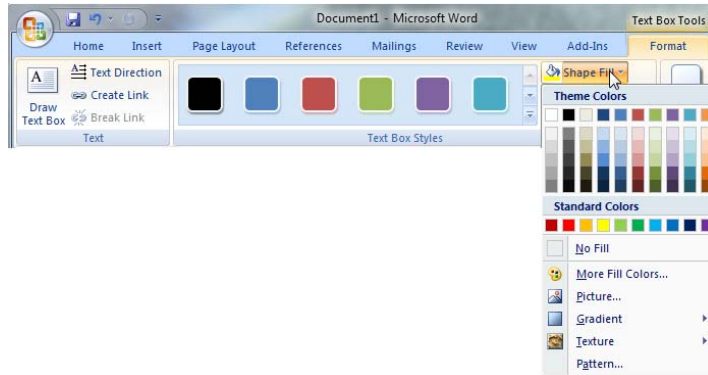 Document1 - Microsoft Word
Text Box Tools
Home Insert Page Layout References Mailings Review View Add-Ins Format
A
Draw
Text Box
Text Direction
Create Link
Break Link
Text
Text Box Styles
Shape Fill
Theme Colors
Standard Colors
No Fill
More Fill Colors...
Picture...
Gradient
Texture
Pattern...